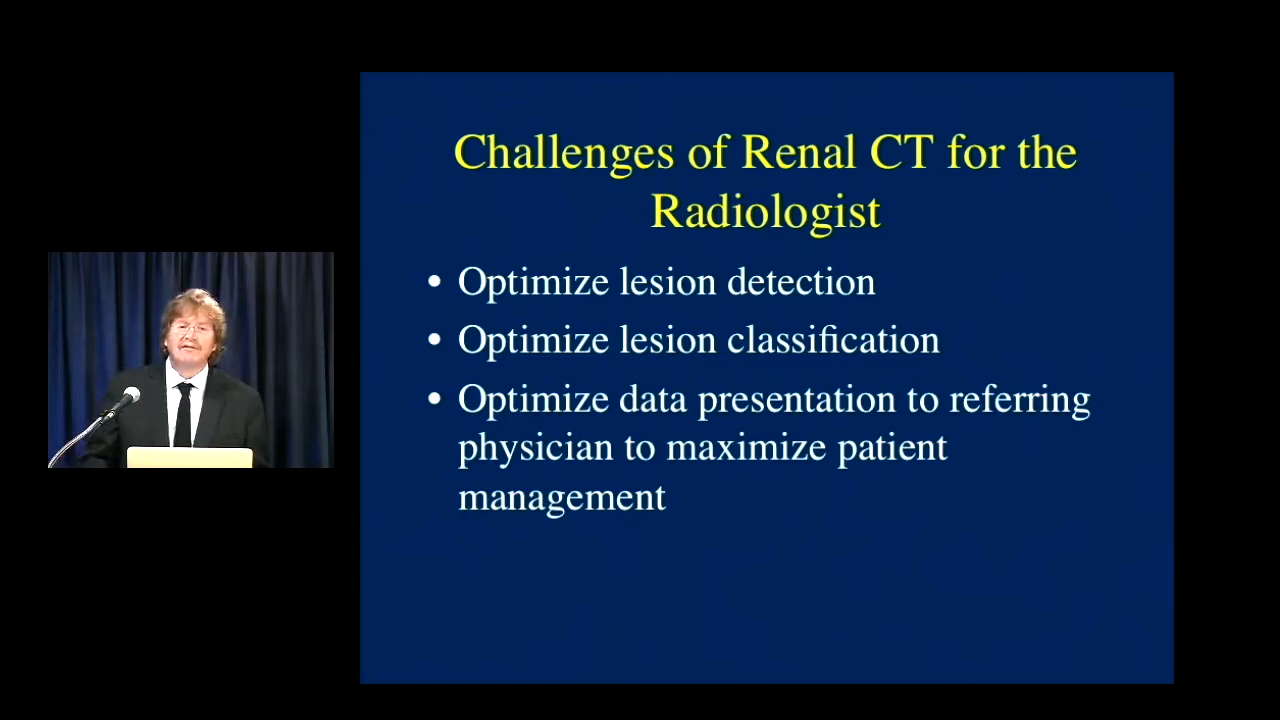 Challenges of Renal CT for the
Radiologist
• Optimize lesion detection
• Optimize lesion classification
• Optimize data presentation to referring
physician to maximize patient
management